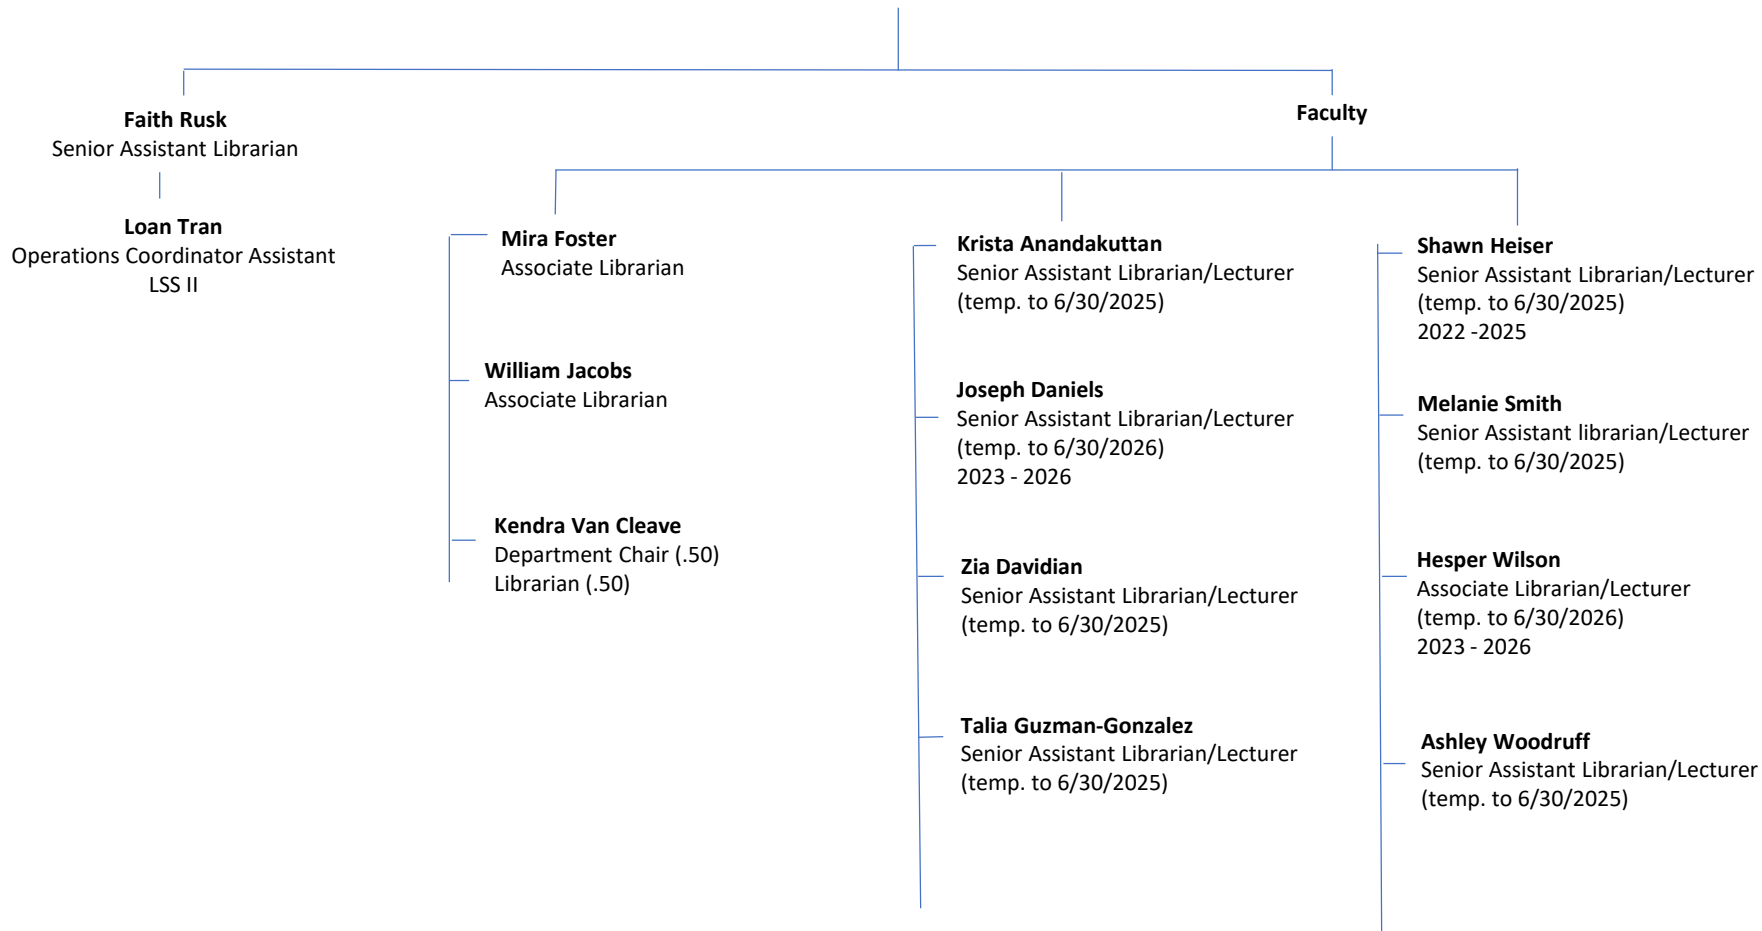 Faith Rusk
Senior Assistant Librarian
Loan Tran
Operations Coordinator Assistant
LSS II
Faculty
Mira Foster
Associate Librarian
William Jacobs
Associate Librarian
Kendra Van Cleave
Department Chair (.50)
Librarian (.50)
Krista Anandakuttan
Senior Assistant Librarian/Lecturer
(temp. to 6/30/2025)
Joseph Daniels
Senior Assistant Librarian/Lecturer
(temp. to 6/30/2026)
2023 - 2026
Zia Davidian
Senior Assistant Librarian/Lecturer
(temp. to 6/30/2025)
Talia Guzman-Gonzalez
Senior Assistant Librarian/Lecturer
(temp. to 6/30/2025)
Shawn Heiser
Senior Assistant Librarian/Lecturer
(temp. to 6/30/2025)
2022 -2025
Melanie Smith
Senior Assistant librarian/Lecturer
(temp. to 6/30/2025)
Hesper Wilson
Associate Librarian/Lecturer
(temp. to 6/30/2026)
2023 - 2026
Ashley Woodruff
Senior Assistant Librarian/Lecturer
(temp. to 6/30/2025)